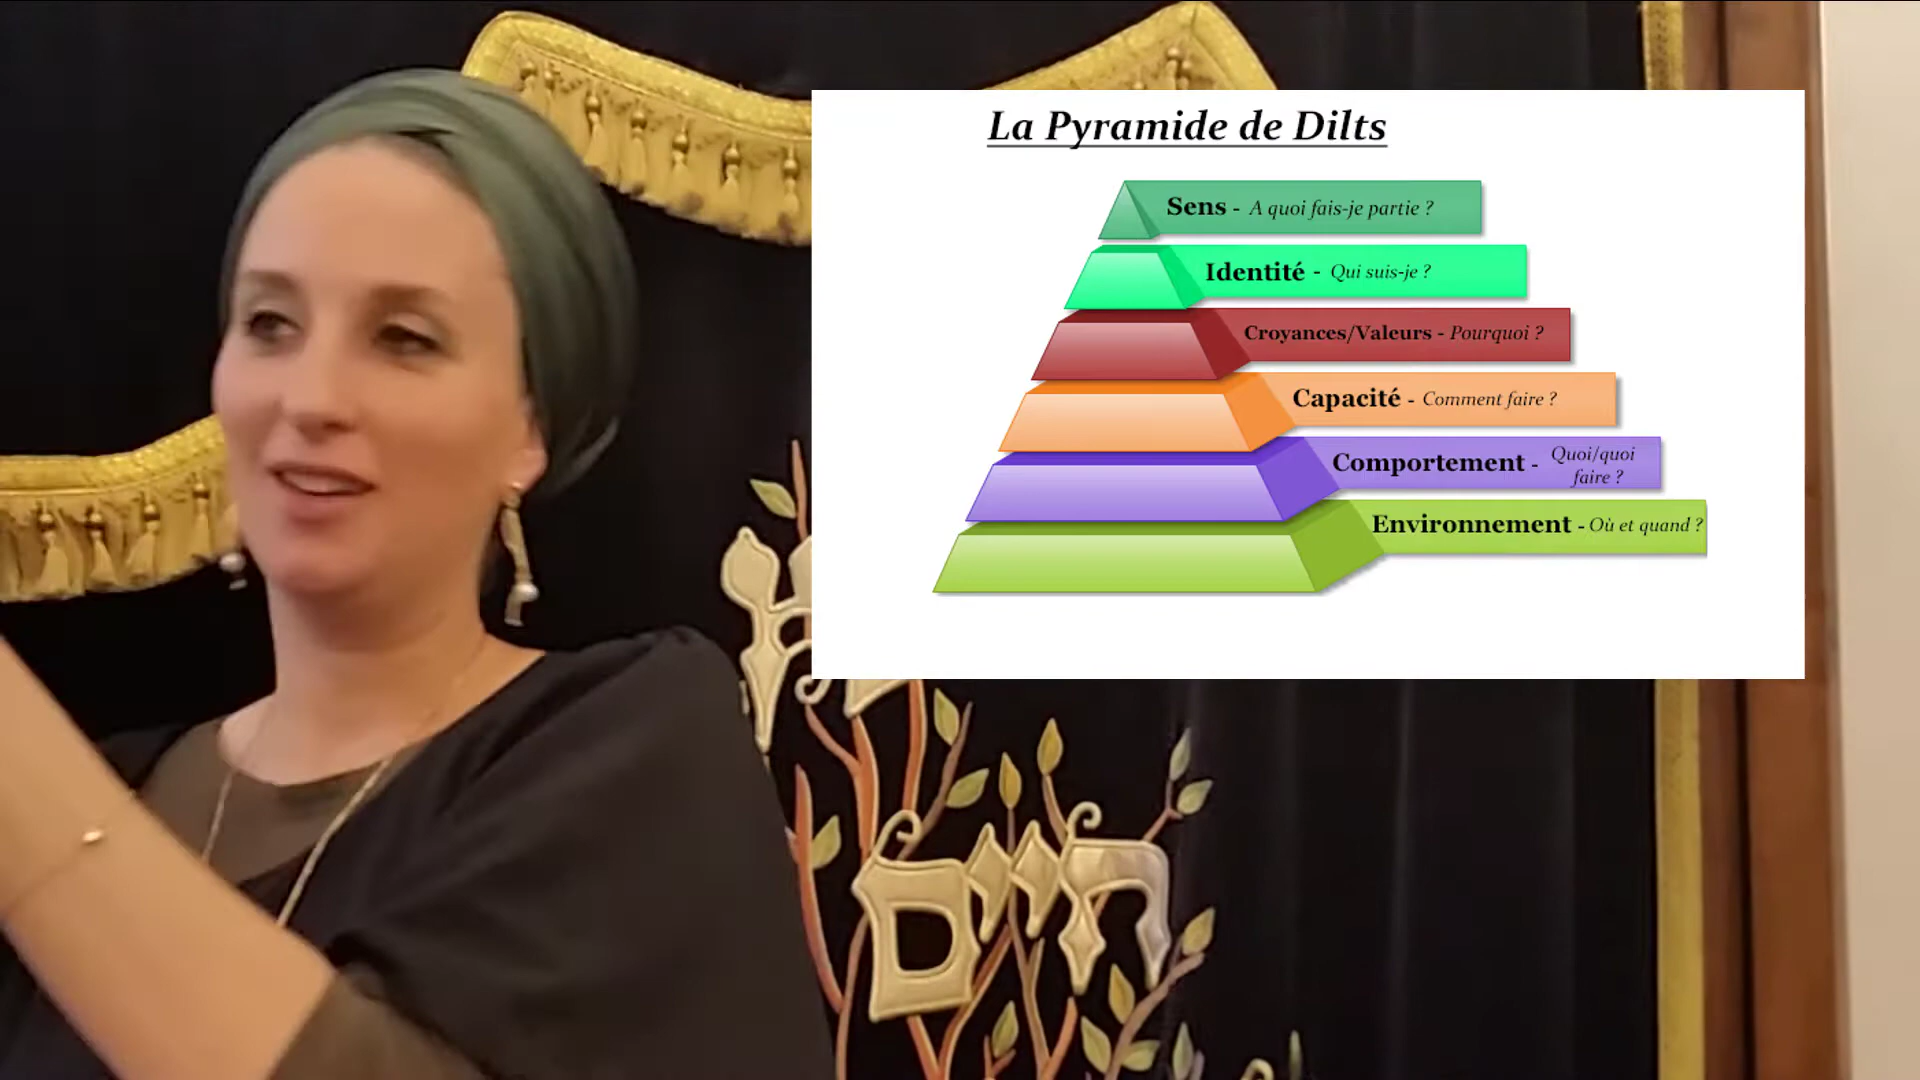 La Pyramide de Dilts
Sens - A quoi fais-je partie ?
Identité - Qui suis-je ?
Croyances/Valeurs - Pourquoi ?
Capacité - Comment faire ?
Comportement - Quoi/quoi
faire ?
Environnement - Où et quand ?
חיים